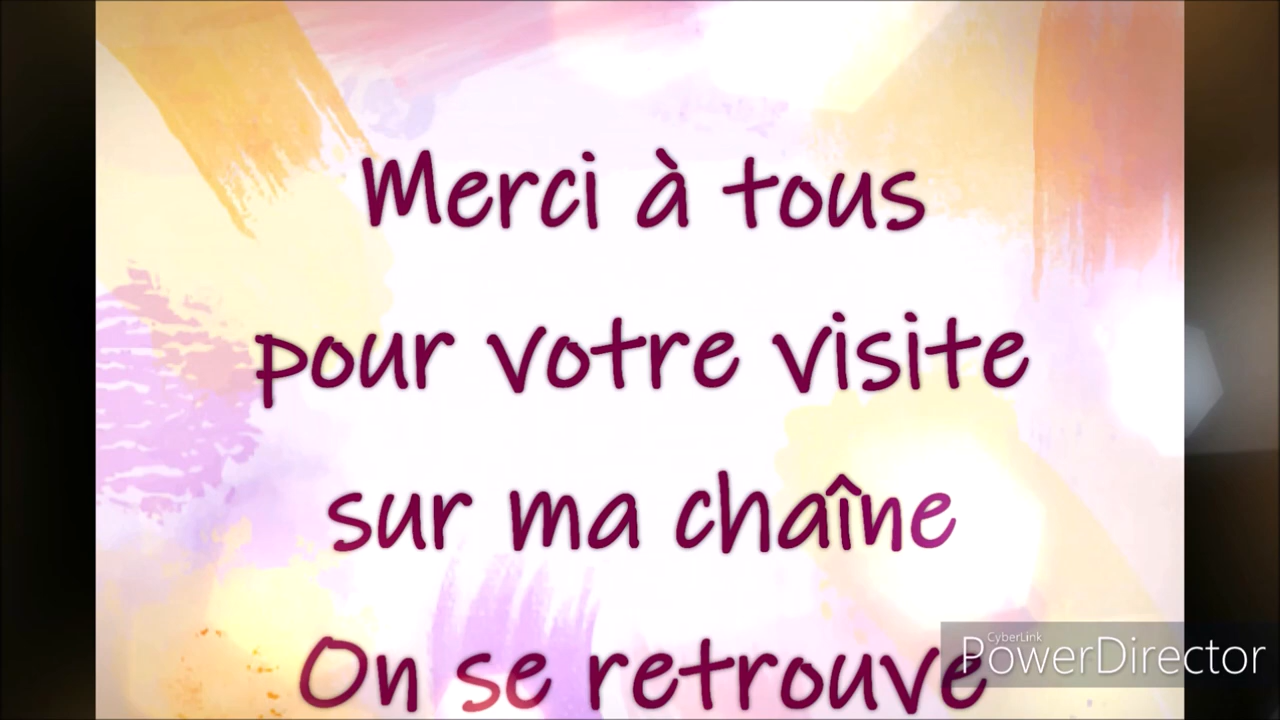 Merci à tous
pour votre visite
sur ma chaîne
On se retrouve
CyberLink
PowerDirector